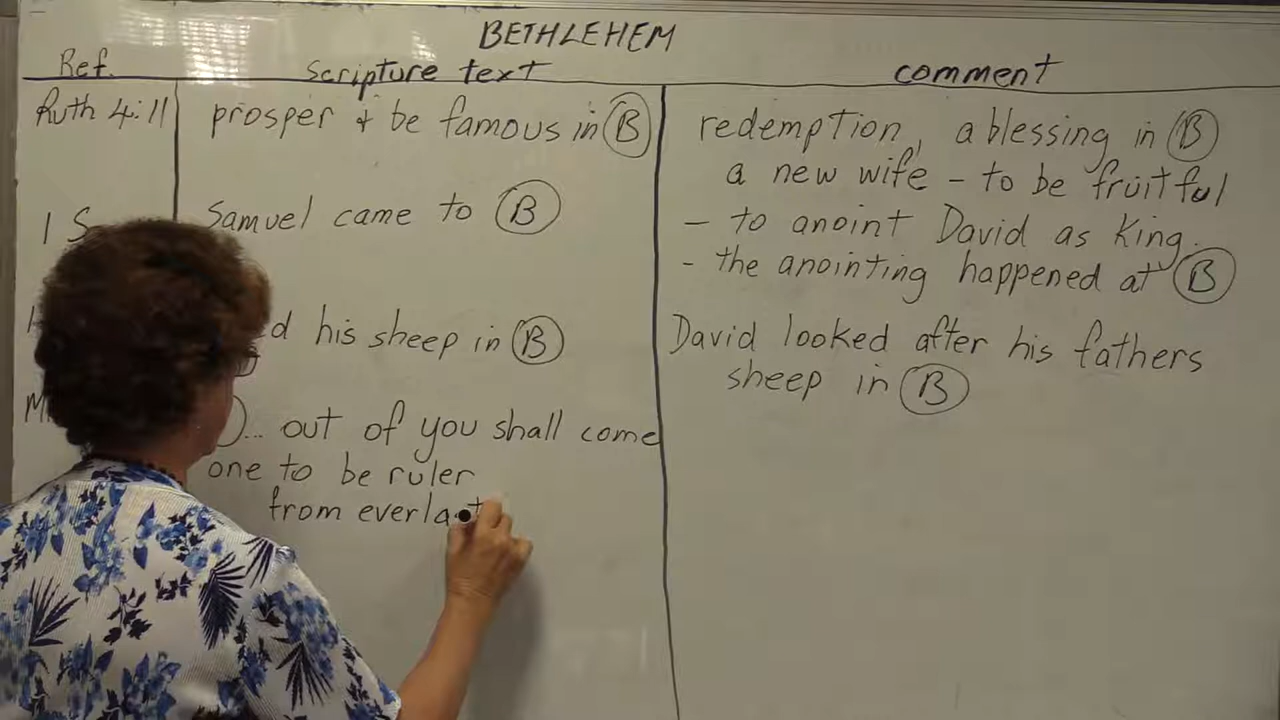 BETHLEHEM
Ref. Scripture text comment
Ruth 4:11 prosper + be famous in B redemption, a blessing in B
a new wife - to be fruitful
1 S Samuel came to B - to anoint David as King.
- the anointing happened at B
his sheep in B David looked after his fathers
sheep in B
... out of you shall come
one to be ruler
from